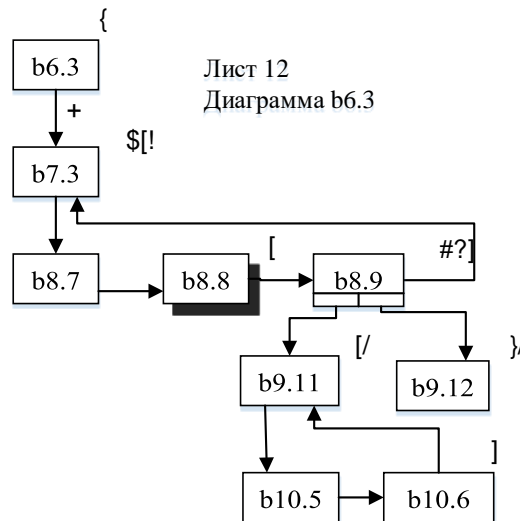 {
b6.3
Лист 12
Диаграмма b6.3
+
$[!
b7.3
[
#?]
b8.7
b8.8
b8.9
[/
}/
b9.11
b9.12
]
b10.5
b10.6